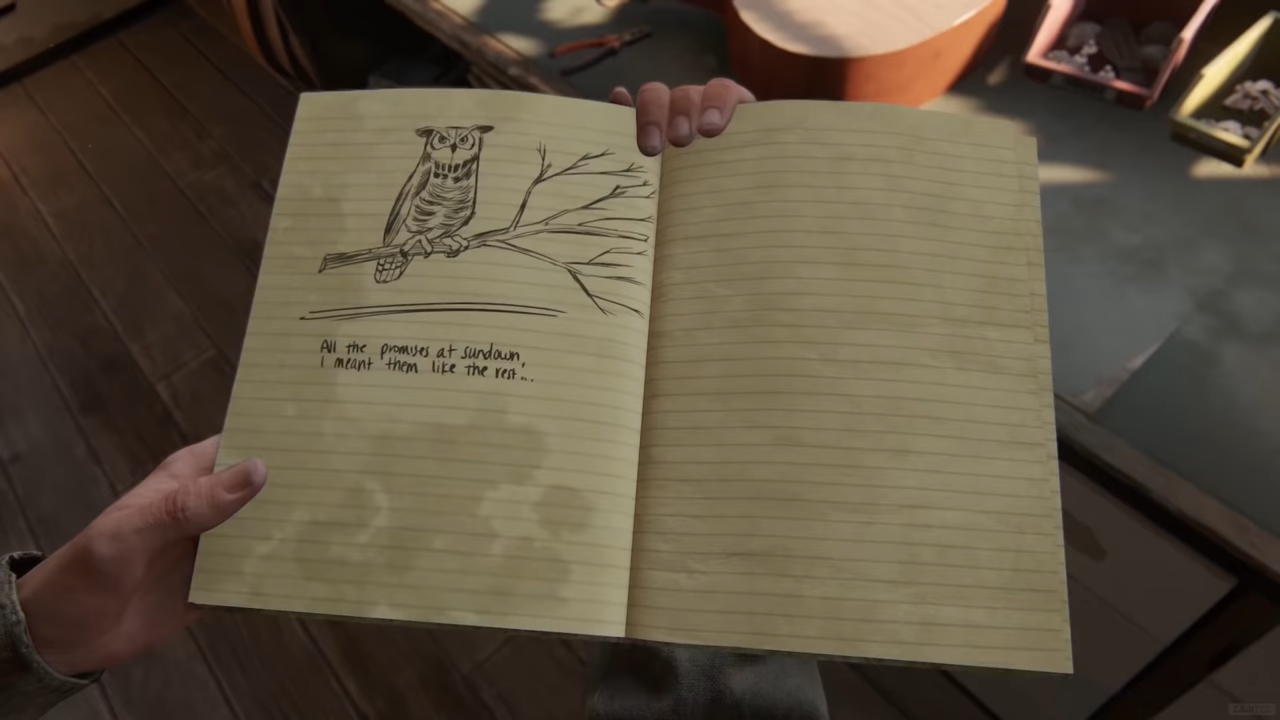 All the promises at sundown,
I meant them like the rest...